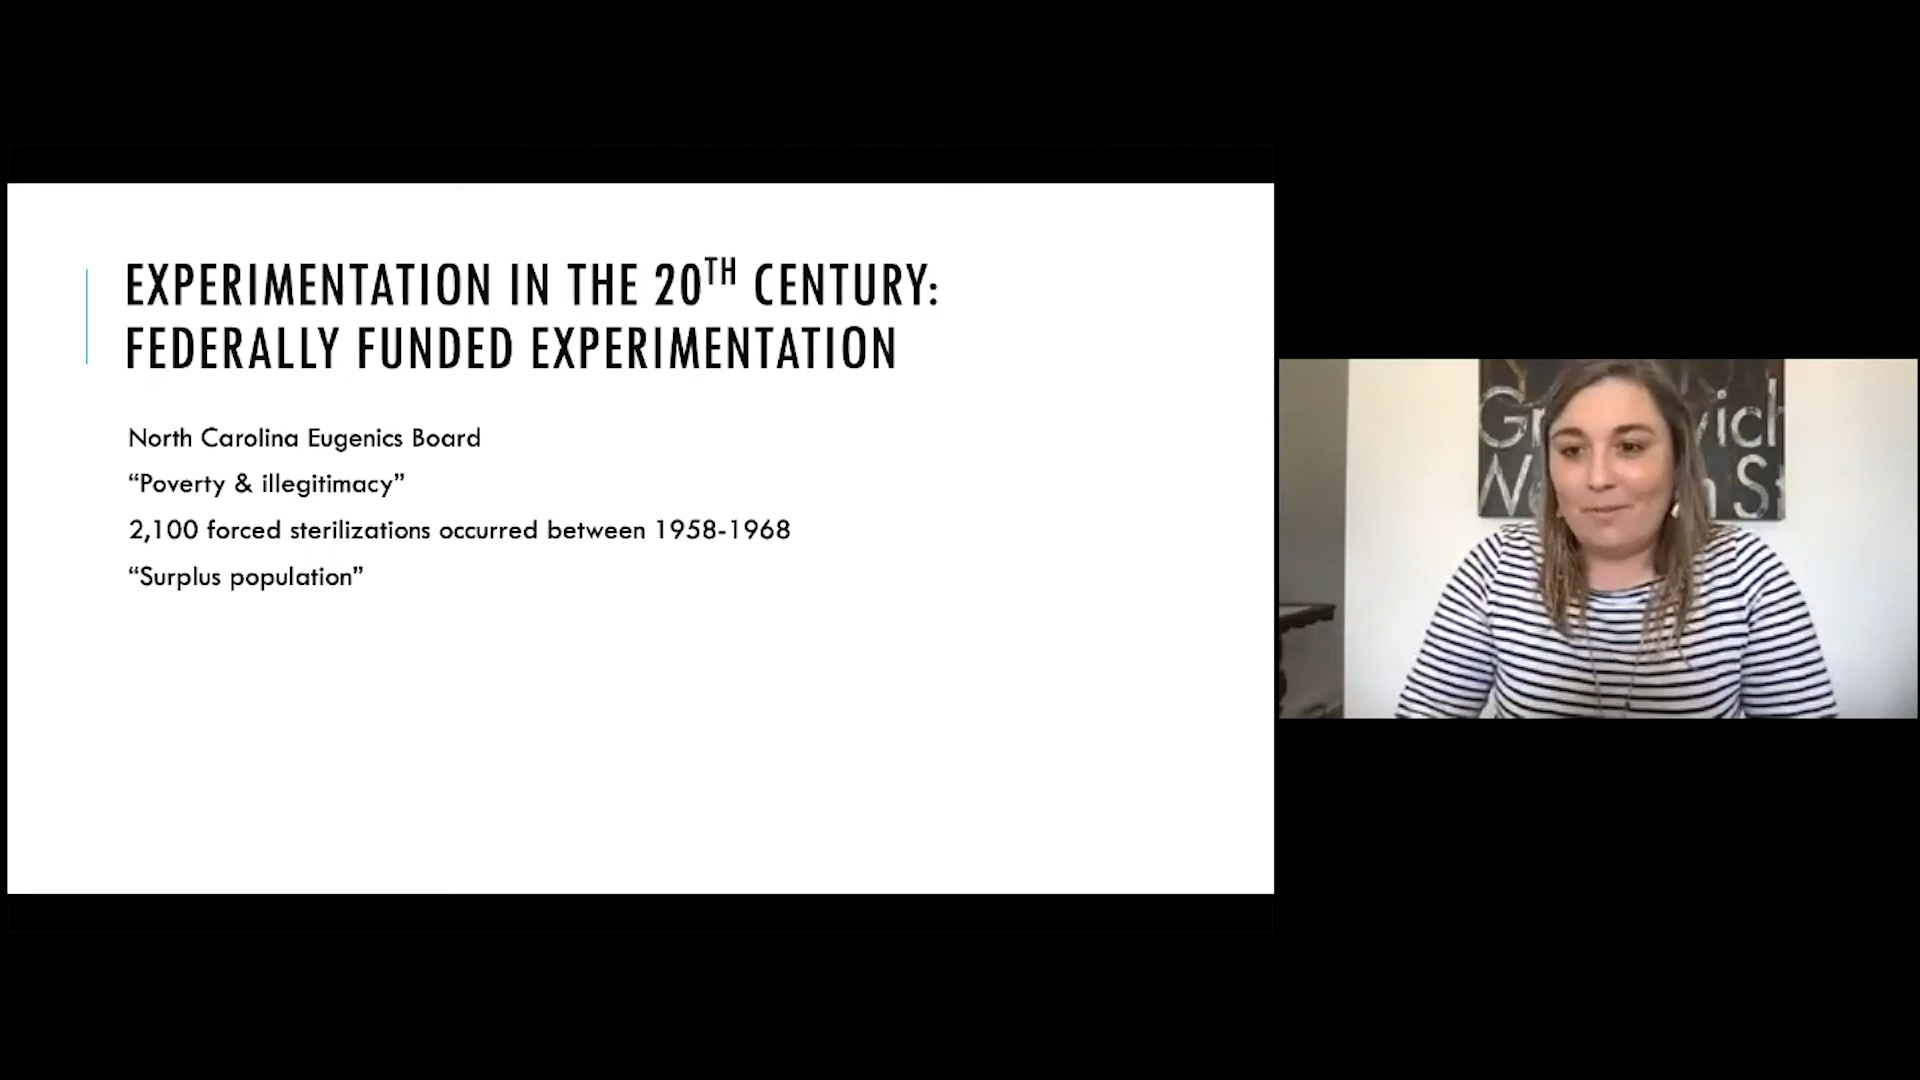 EXPERIMENTATION IN THE 20TH CENTURY:
FEDERALLY FUNDED EXPERIMENTATION
North Carolina Eugenics Board
“Poverty & illegitimacy”
2,100 forced sterilizations occurred between 1958-1968
“Surplus population”